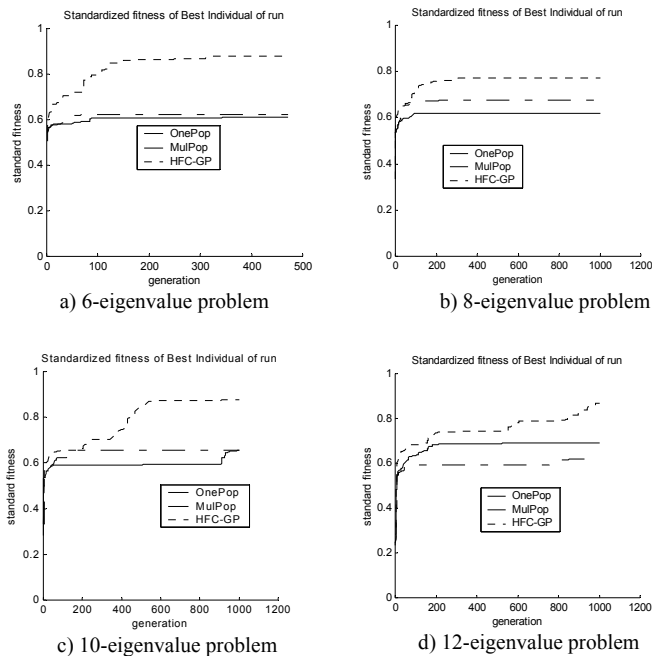 Standardized fitness of Best Individual of run
1
0.8
0.6
0.4
0.2
0
standard fitness
OnePop
MulPop
HFC-GP
0 100 200 300 400 500
generation
a) 6-eigenvalue problem
Standardized fitness of Best Individual of run
1
0.8
0.6
0.4
0.2
0
standard fitness
OnePop
MulPop
HFC-GP
0 200 400 600 800 1000 1200
generation
b) 8-eigenvalue problem
Standardized fitness of Best Individual of run
1
0.8
0.6
0.4
0.2
0
standard fitness
OnePop
MulPop
HFC-GP
0 200 400 600 800 1000 1200
generation
c) 10-eigenvalue problem
Standardized fitness of Best Individual of run
1
0.8
0.6
0.4
0.2
0
standard fitness
OnePop
MulPop
HFC-GP
0 200 400 600 800 1000 1200
generation
d) 12-eigenvalue problem